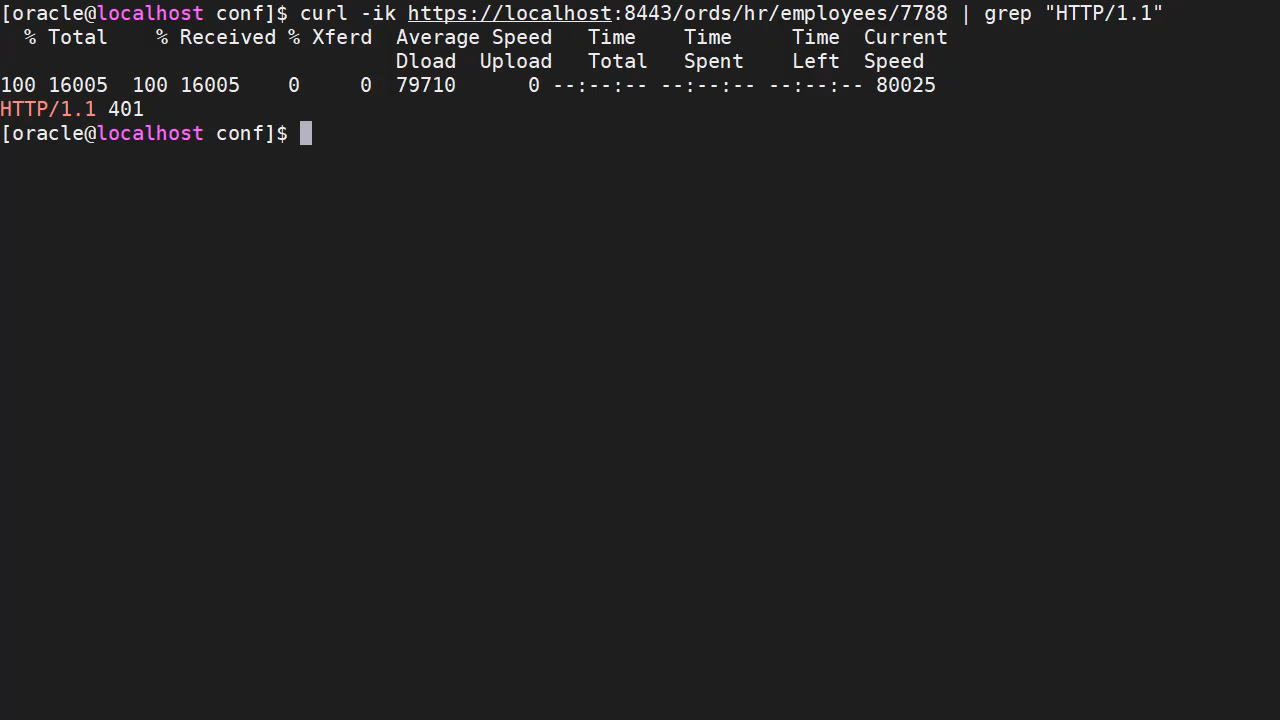 [oracle@localhost conf]$ curl -ik https://localhost:8443/ords/hr/employees/7788 | grep "HTTP/1.1"
  % Total    % Received % Xferd  Average Speed   Time    Time     Time  Current
                                 Dload  Upload   Total   Spent    Left  Speed
100 16005  100 16005    0     0  79710      0 --:--:-- --:--:-- --:--:-- 80025
HTTP/1.1 401
[oracle@localhost conf]$